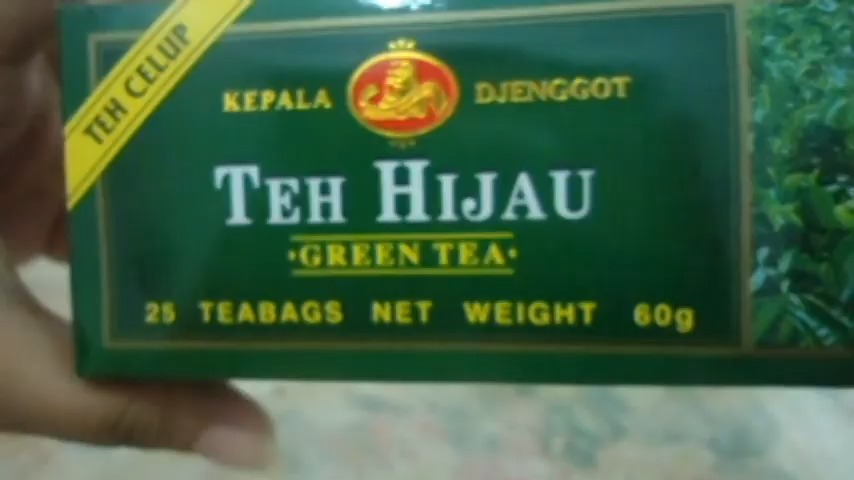 TEH CELUP
KEPALA DJENGGOT
TEH HIJAU
·GREEN TEA·
25 TEABAGS NET WEIGHT 60g